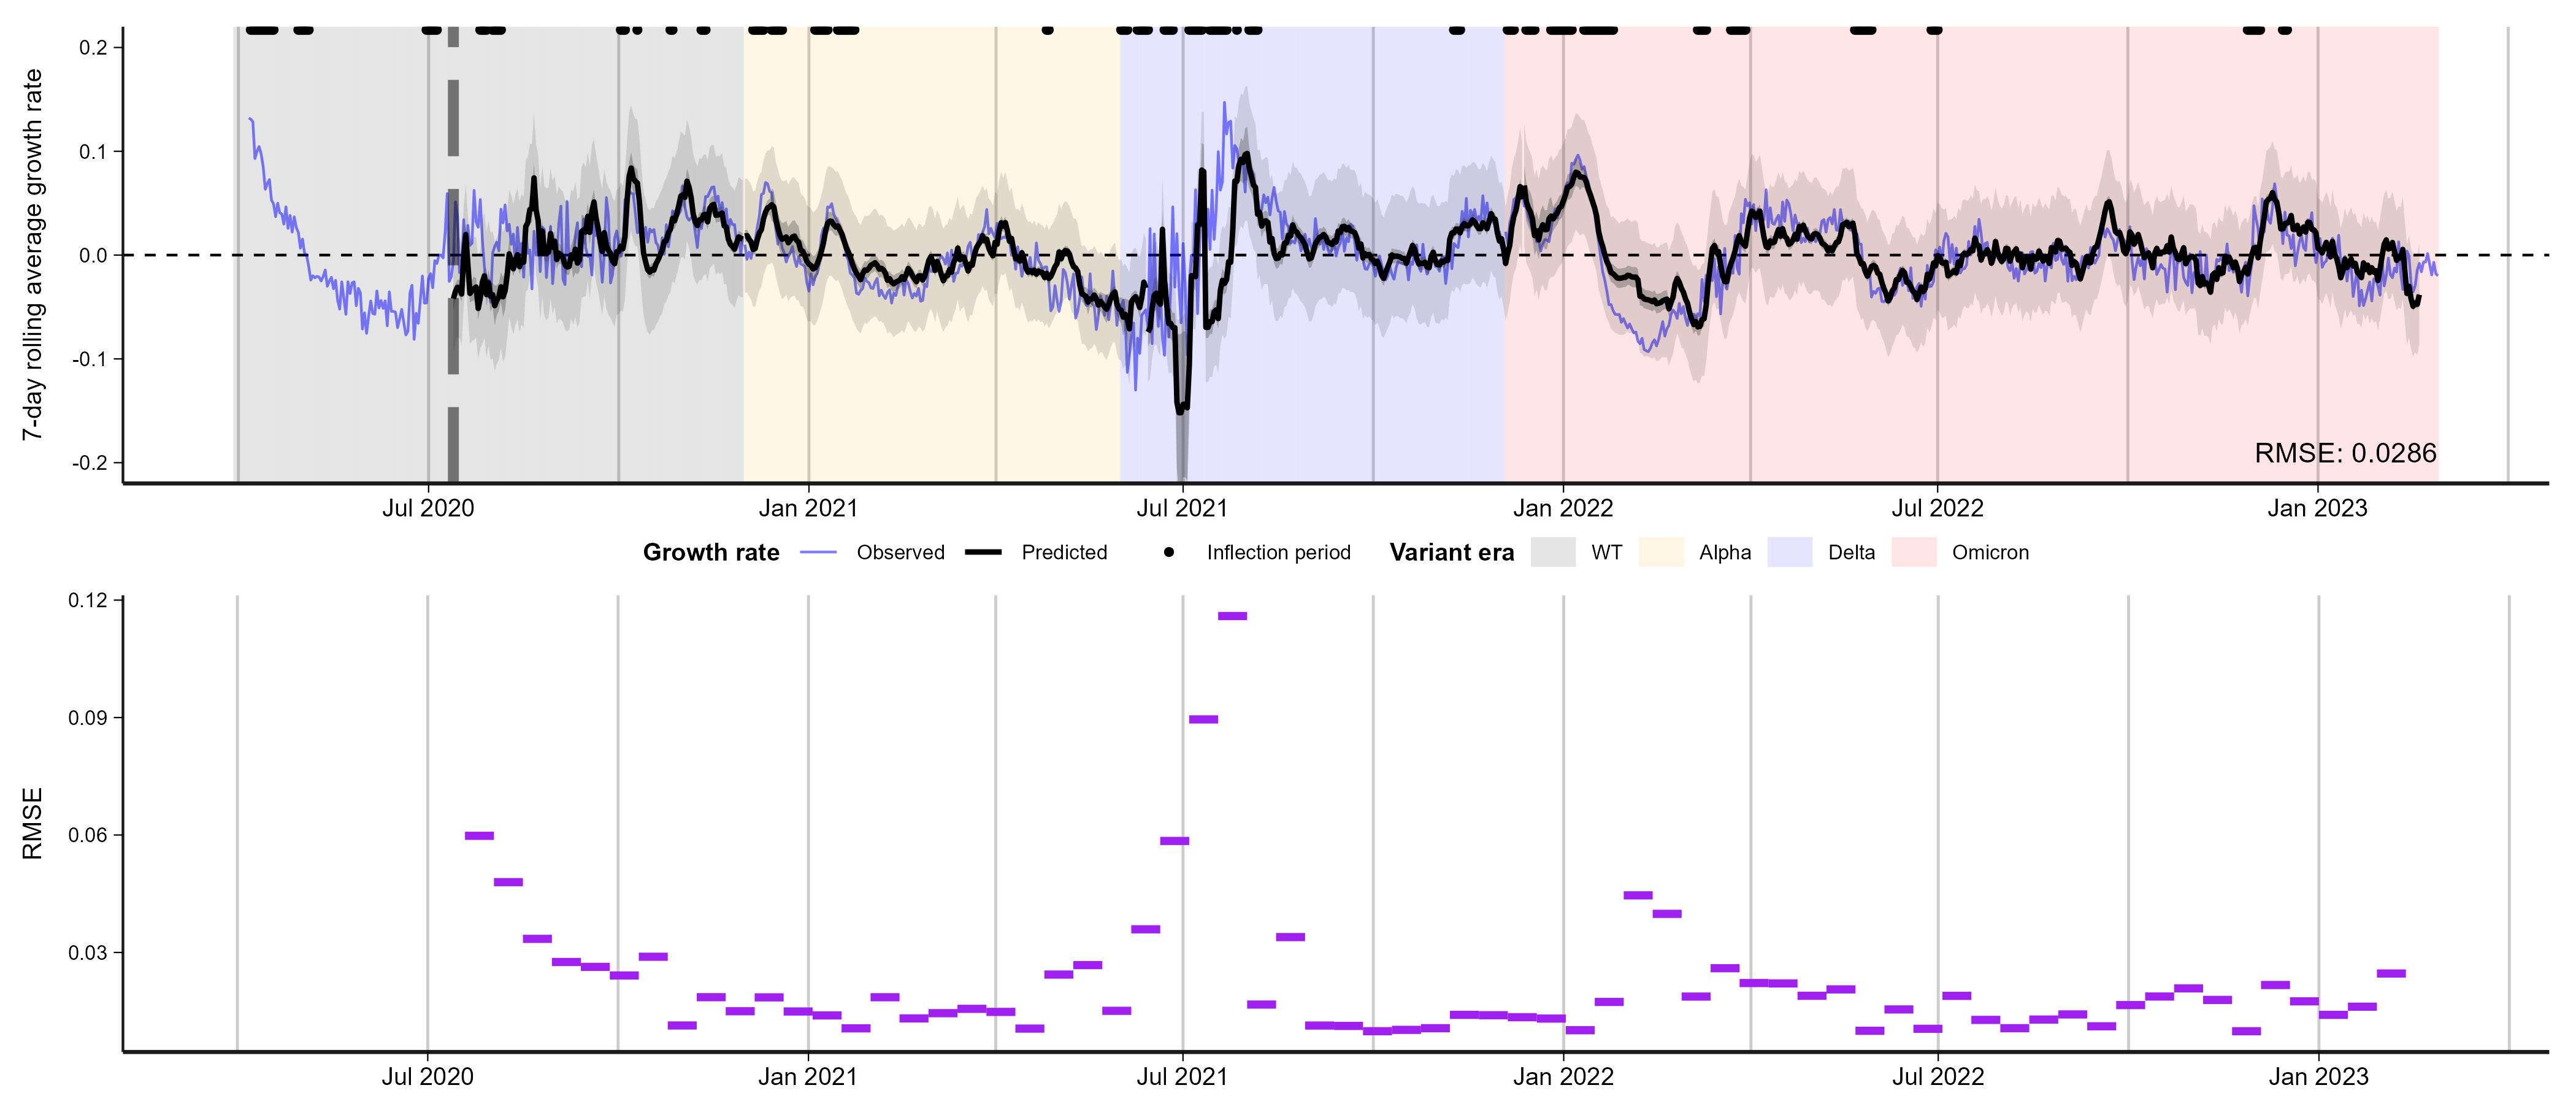 7-day rolling average growth rate
0.2
0.1
0.0
-0.1
-0.2
RMSE: 0.0286
Jul 2020 Jan 2021 Jul 2021 Jan 2022 Jul 2022 Jan 2023
Growth rate Observed Predicted Inflection period Variant era WT Alpha Delta Omicron
RMSE
0.12
0.09
0.06
0.03
Jul 2020 Jan 2021 Jul 2021 Jan 2022 Jul 2022 Jan 2023